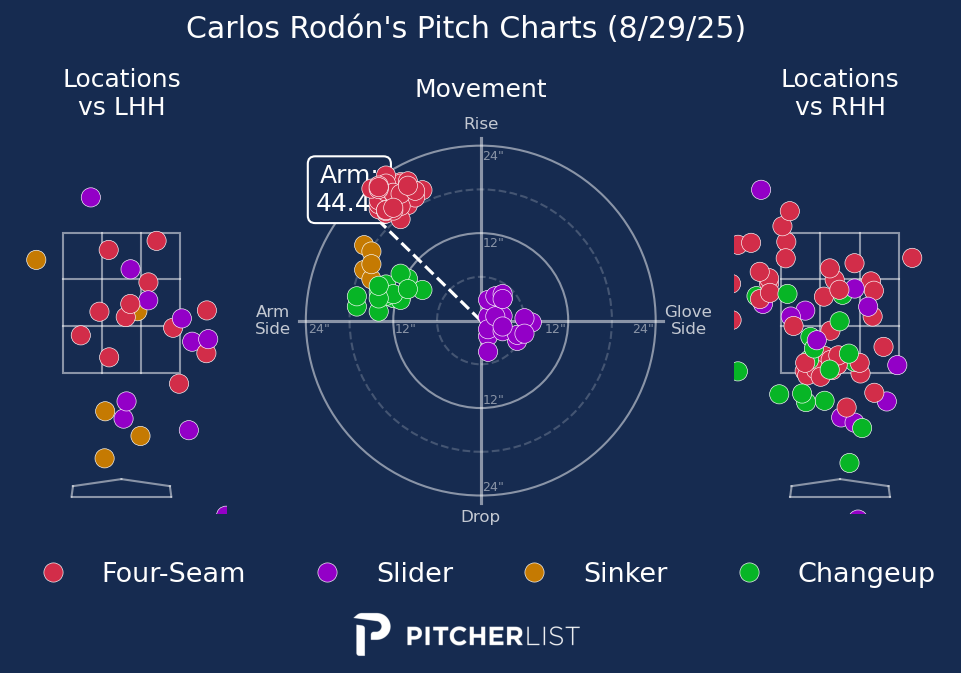 Carlos Rodón's Pitch Charts (8/29/25)
Locations
vs LHH
Movement
Locations
vs RHH
Rise
24"
Arm:
44.4
12"
Arm
Side
24"
12"
12"
24"
Glove
Side
12"
24"
Drop
Four-Seam
Slider
Sinker
Changeup
PITCHERLIST